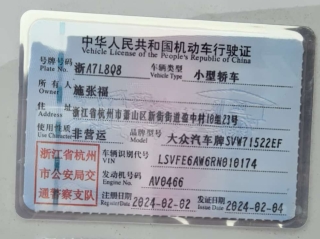 中华人民共和国机动车行驶证
Vehicle License of the People's Republic of China
号牌号码 浙A7L8Q8 车辆类型 小型轿车
Plate No. Vehicle Type
所有人 施张福
Owner
住址 浙江省杭州市萧山区新街街道盈中村10组23号
Address
使用性质 非营运 品牌型号 大众汽车牌SVW71522EF
Use Character Model
浙江省杭州市公安局交通警察支队
车辆识别代号 LSVFE6AW6RN010174
VIN
发动机号码 AV0466
Engine No.
注册日期 2024-02-02 发证日期 2024-02-04
Register Date Issue Date